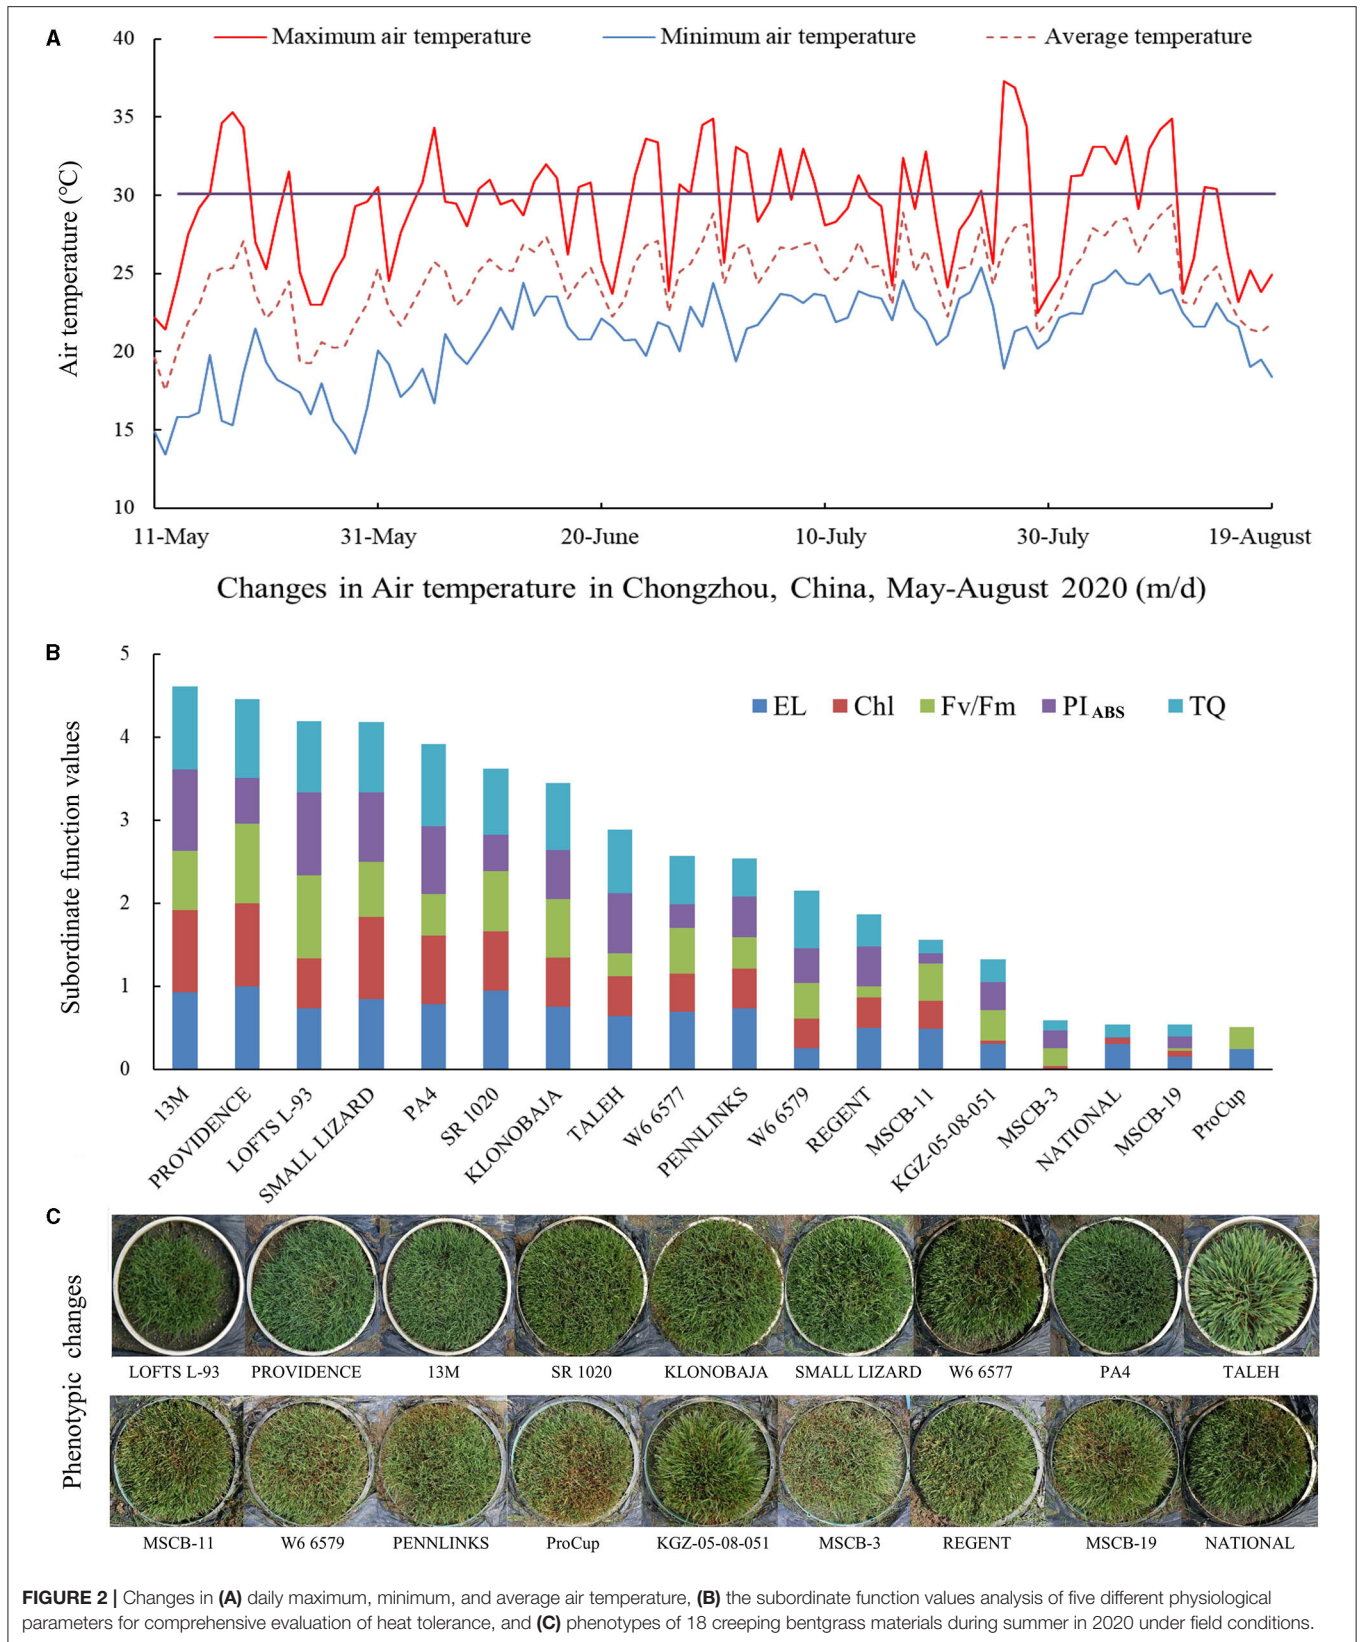 A
Maximum air temperature
Minimum air temperature
Average temperature
Air temperature (°C)
40
35
30
25
20
15
10
11-May
31-May
20-June
10-July
30-July
19-August
Changes in Air temperature in Chongzhou, China, May-August 2020 (m/d)
B
Subordinate function values
5
4
3
2
1
0
EL
Chl
Fv/Fm
PI ABS
TQ
13M
PROVIDENCE
LOFTS L-93
SMALL LIZARD
PA4
SR 1020
KLONOBAJA
TALEH
W6 6577
PENNLINKS
W6 6579
REGENT
MSCB-11
KGZ-05-08-051
MSCB-3
NATIONAL
MSCB-19
ProCup
C
Phenotypic changes
LOFTS L-93
PROVIDENCE
13M
SR 1020
KLONOBAJA
SMALL LIZARD
W6 6577
PA4
TALEH
MSCB-11
W6 6579
PENNLINKS
ProCup
KGZ-05-08-051
MSCB-3
REGENT
MSCB-19
NATIONAL
FIGURE 2 | Changes in (A) daily maximum, minimum, and average air temperature, (B) the subordinate function values analysis of five different physiological
parameters for comprehensive evaluation of heat tolerance, and (C) phenotypes of 18 creeping bentgrass materials during summer in 2020 under field conditions.